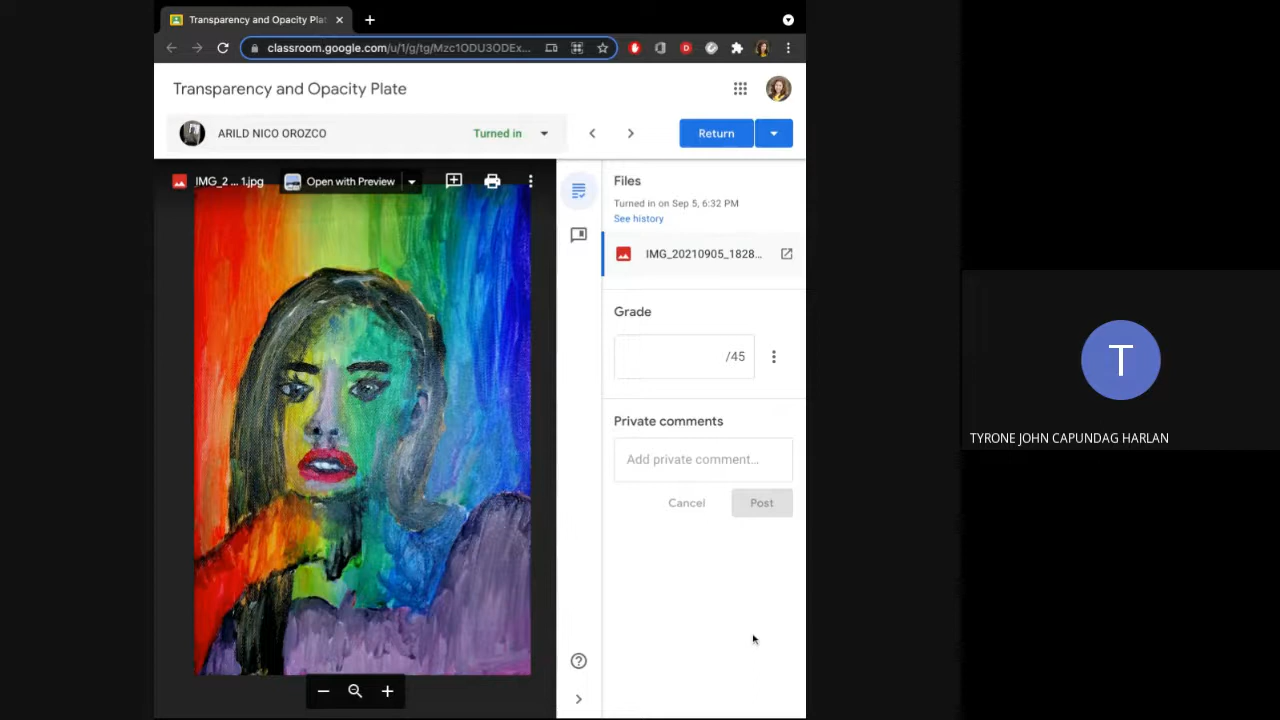 Transparency and Opacity Plat
classroom.google.com/u/1/g/tg/Mzc1ODU3ODEx...
Transparency and Opacity Plate
ARILD NICO OROZCO
Turned in
Return
IMG_2 ... 1.jpg
Open with Preview
Files
Turned in on Sep 5, 6:32 PM
See history
IMG_20210905_1828...
Grade
/45
Private comments
Add private comment...
Cancel
Post
T
TYRONE JOHN CAPUNDAG HARLAN